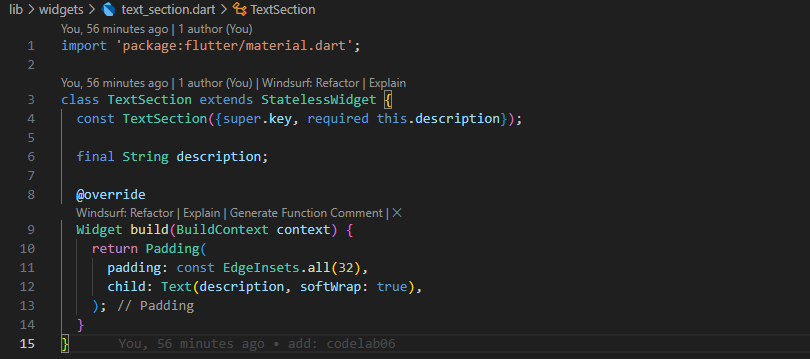 lib > widgets > text_section.dart > TextSection
You, 56 minutes ago | 1 author (You)
1 import 'package:flutter/material.dart';
2
You, 56 minutes ago | 1 author (You) | Windsurf: Refactor | Explain
3 class TextSection extends StatelessWidget {
4 const TextSection({super.key, required this.description});
5
6 final String description;
7
8 @override
Windsurf: Refactor | Explain | Generate Function Comment | ✕
9 Widget build(BuildContext context) {
10 return Padding(
11 padding: const EdgeInsets.all(32),
12 child: Text(description, softWrap: true),
13 ); // Padding
14 }
15 } You, 56 minutes ago • add: codelab06